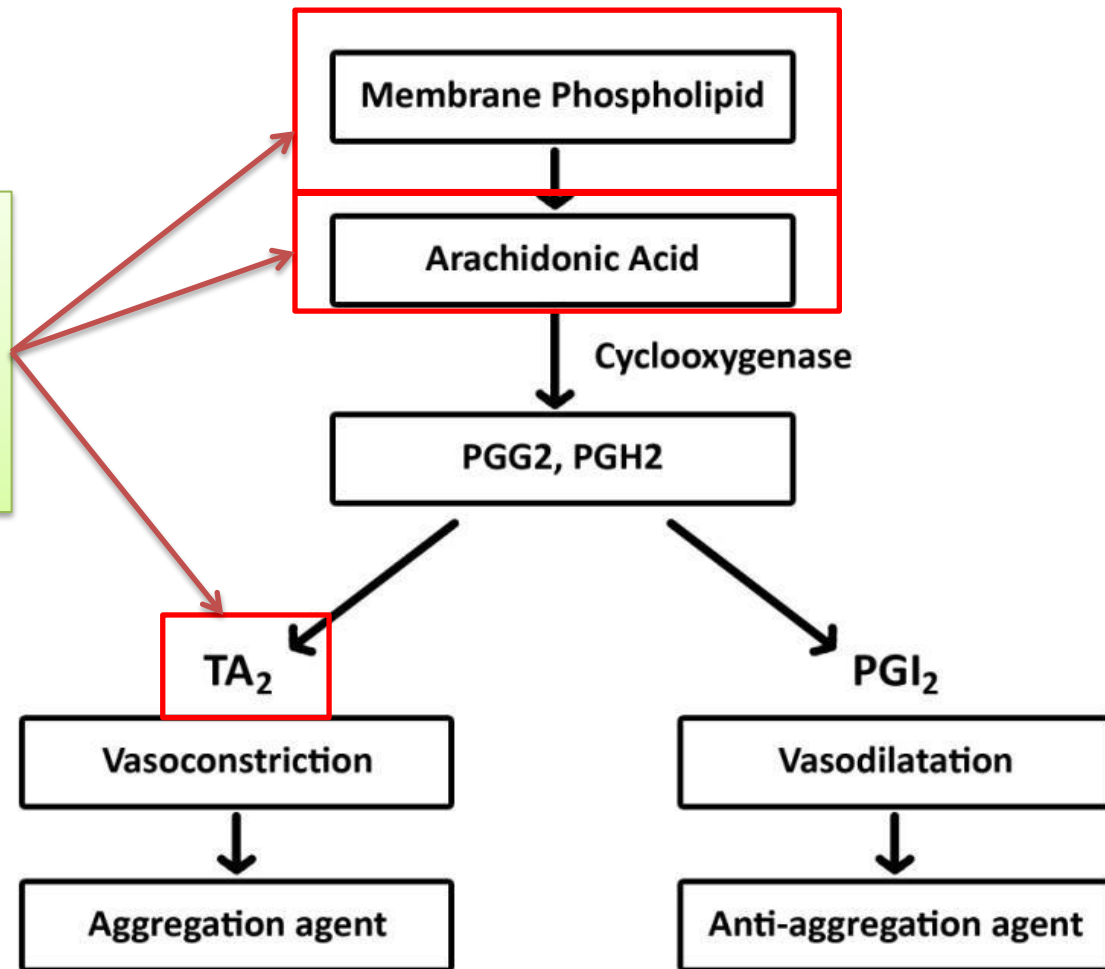 Membrane Phospholipid
Arachidonic Acid
Cyclooxygenase
PGG2, PGH2
TA₂
PGI₂
Vasoconstriction
Vasodilatation
Aggregation agent
Anti-aggregation agent